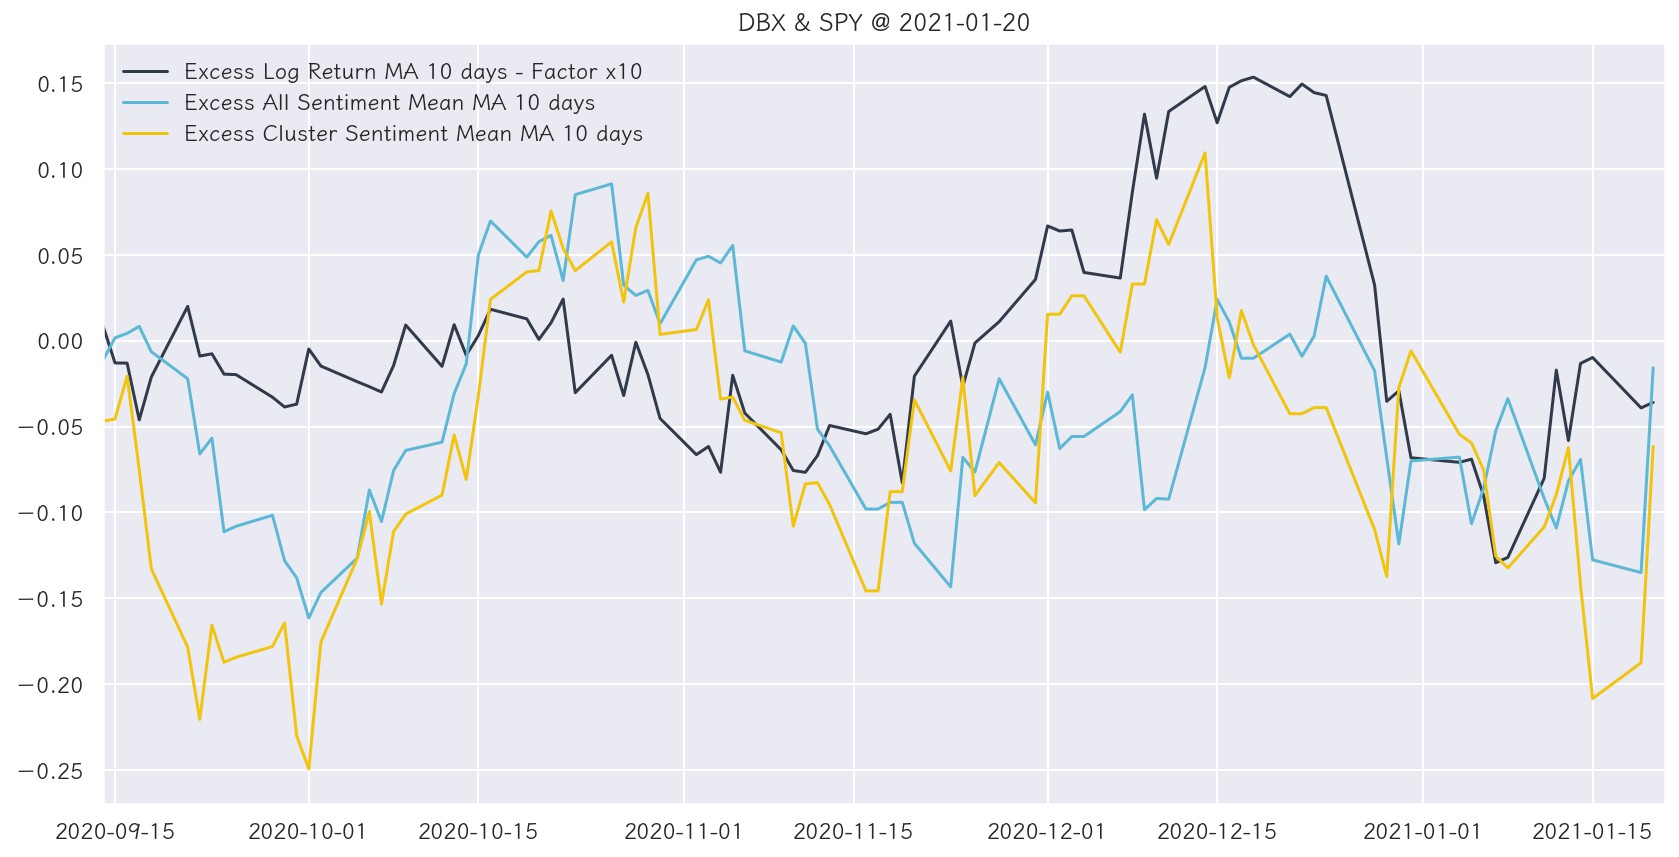 DBX & SPY @ 2021-01-20
Excess Log Return MA 10 days - Factor x10
Excess All Sentiment Mean MA 10 days
Excess Cluster Sentiment Mean MA 10 days
0.15
0.10
0.05
0.00
−0.05
−0.10
−0.15
−0.20
−0.25
2020-09-15 2020-10-01 2020-10-15 2020-11-01 2020-11-15 2020-12-01 2020-12-15 2021-01-01 2021-01-15